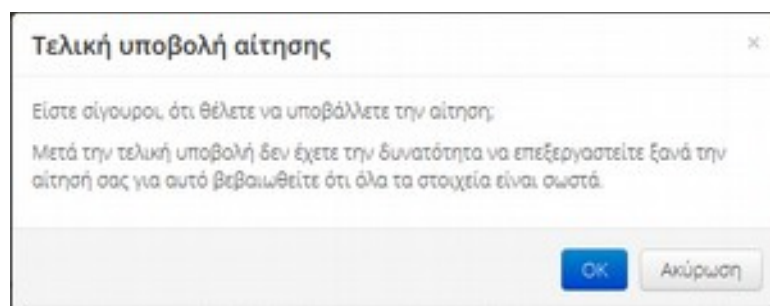 Τελική υποβολή αίτησης
×
Είστε σίγουροι, ότι θέλετε να υποβάλλετε την αίτηση;
Μετά την τελική υποβολή δεν έχετε την δυνατότητα να επεξεργαστείτε ξανά την
αίτησή σας για αυτό βεβαιωθείτε ότι όλα τα στοιχεία είναι σωστά.
OK Ακύρωση